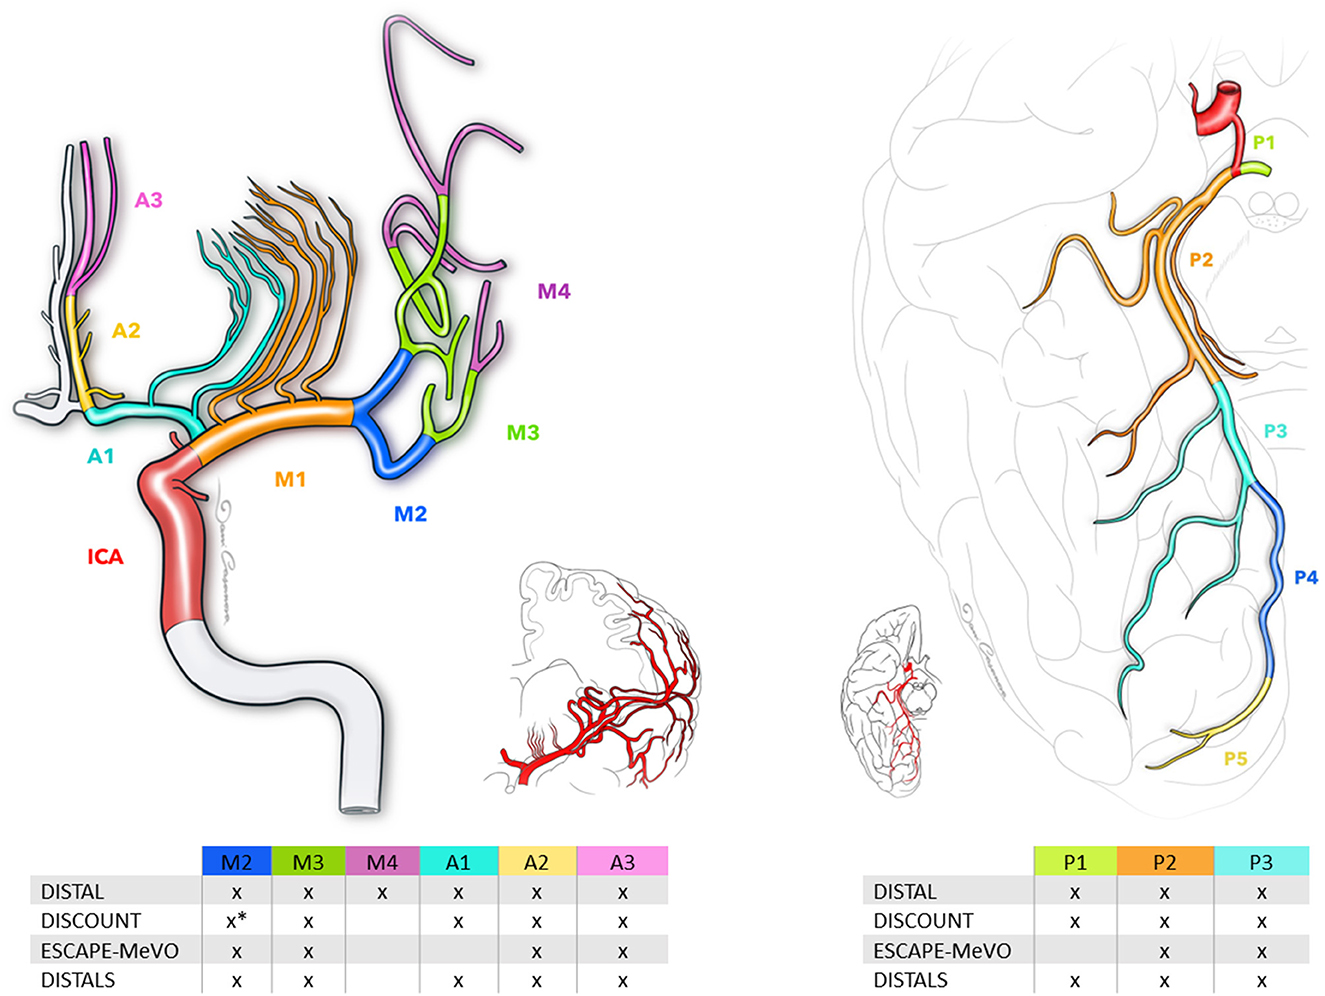 A3
A2
A1
M4
M3
M1
M2
ICA
P1
P2
P3
P4
P5
M2 M3 M4 A1 A2 A3
DISTAL x x x x x x
DISCOUNT x* x x x x
ESCAPE-MeVO x x x x
DISTALS x x x x x
P1 P2 P3
DISTAL x x x
DISCOUNT x x x
ESCAPE-MeVO x x
DISTALS x x x